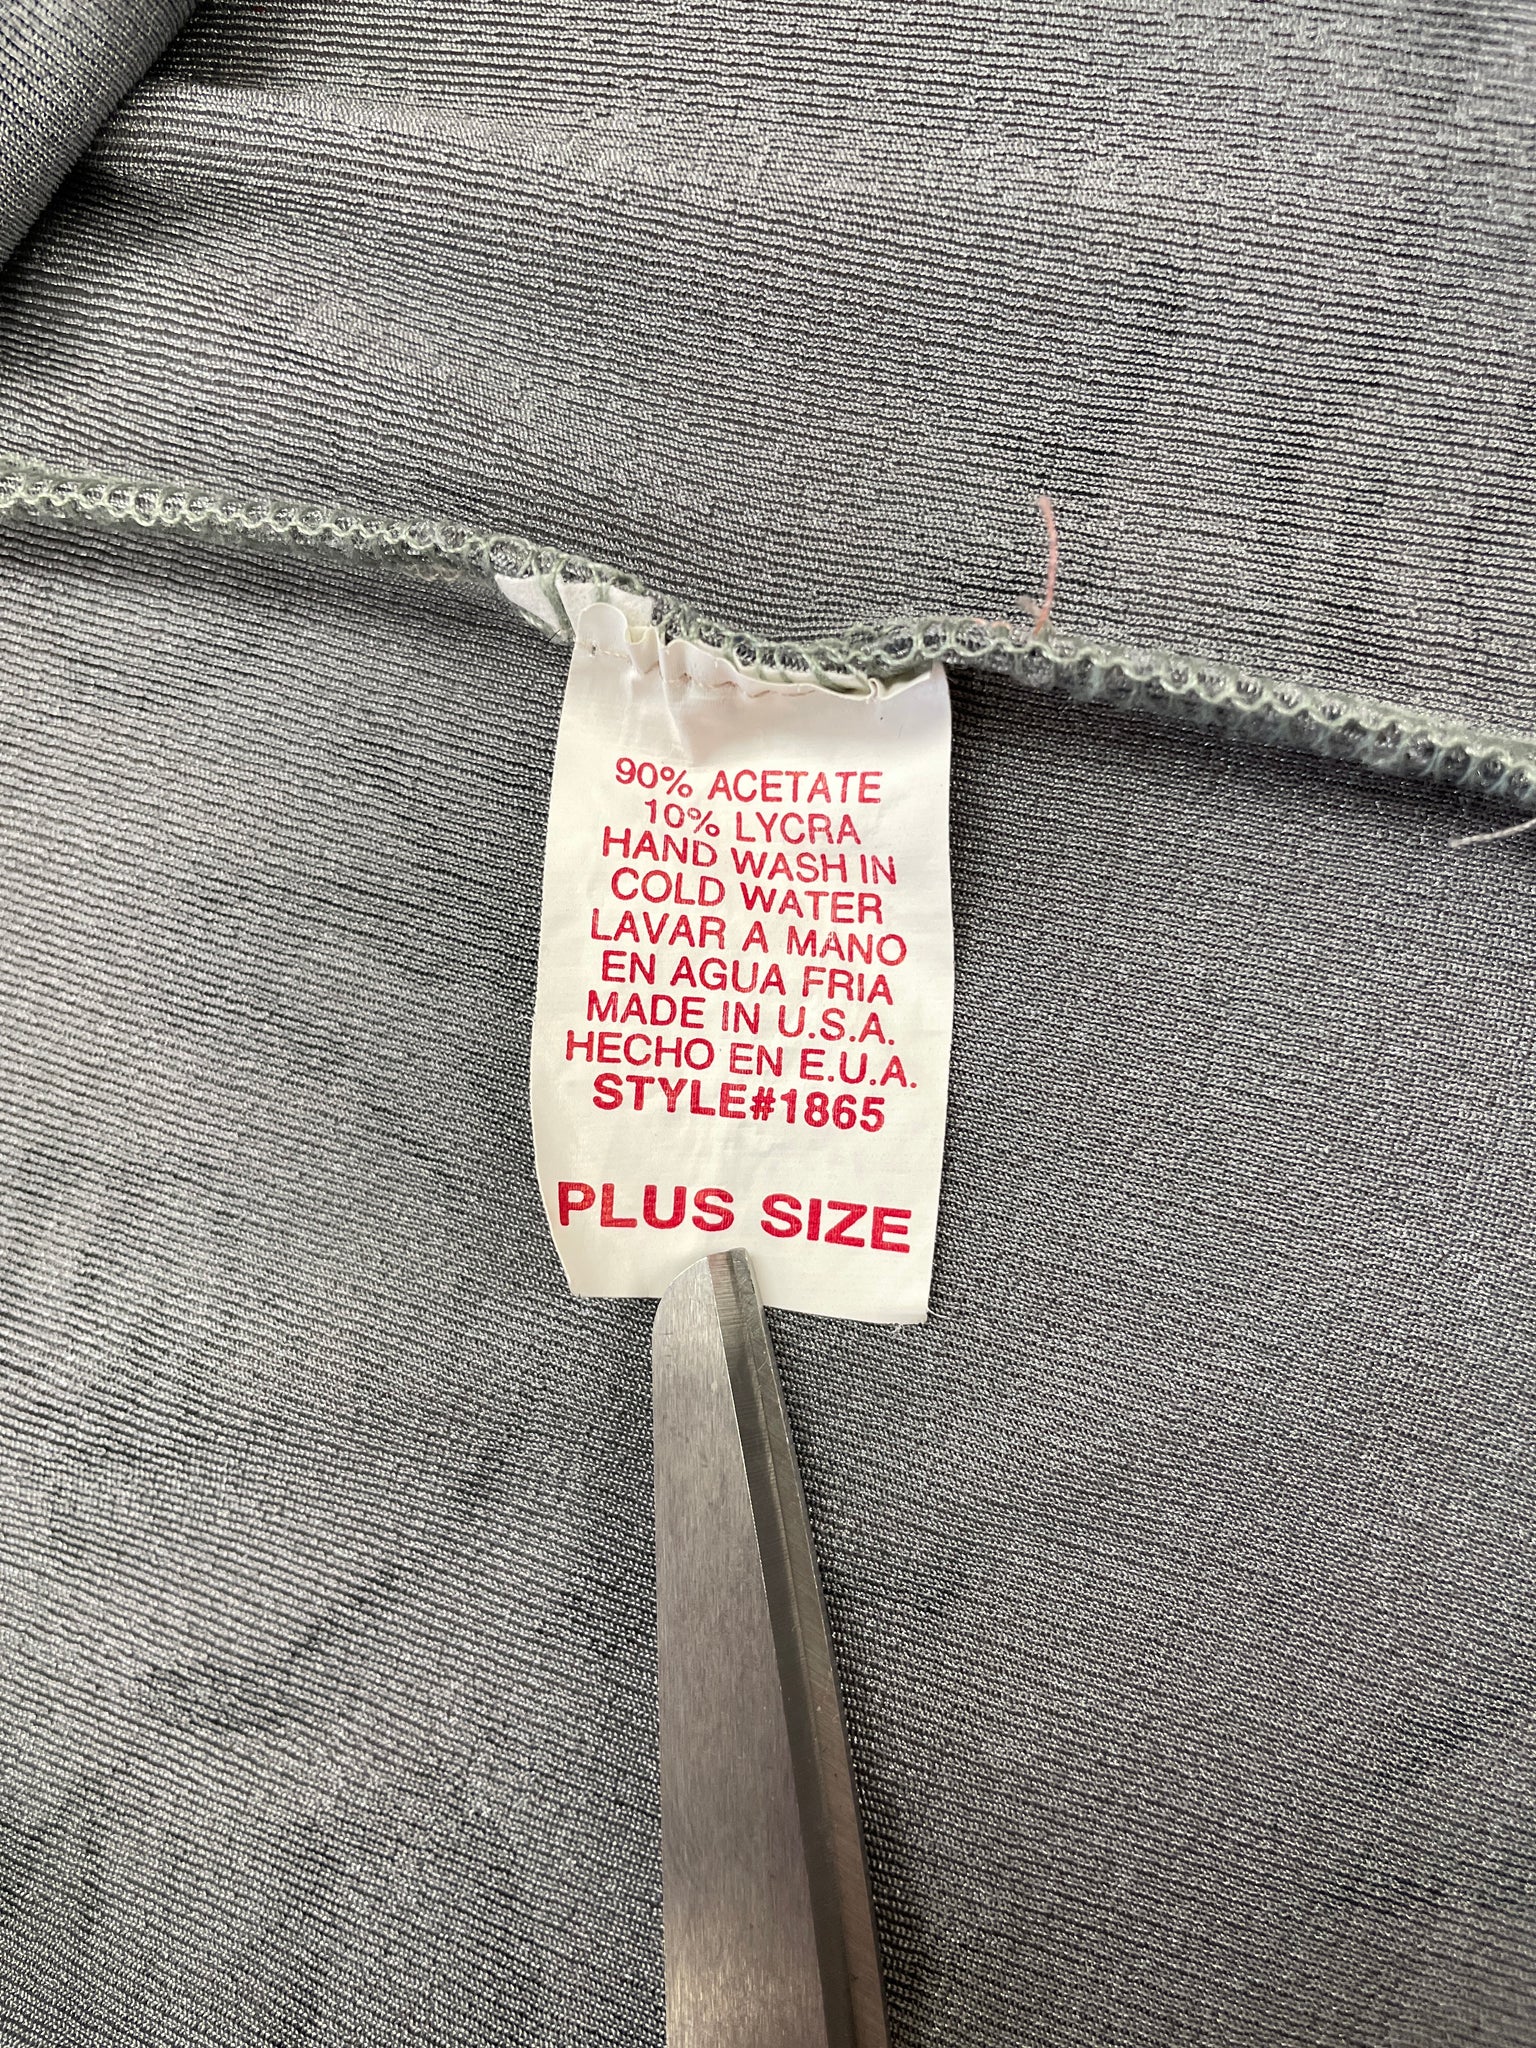 90% ACETATE
10% LYCRA
HAND WASH IN
COLD WATER
LAVAR A MANO
EN AGUA FRIA
MADE IN U.S.A.
HECHO EN E.U.A.
STYLE#1865
PLUS SIZE